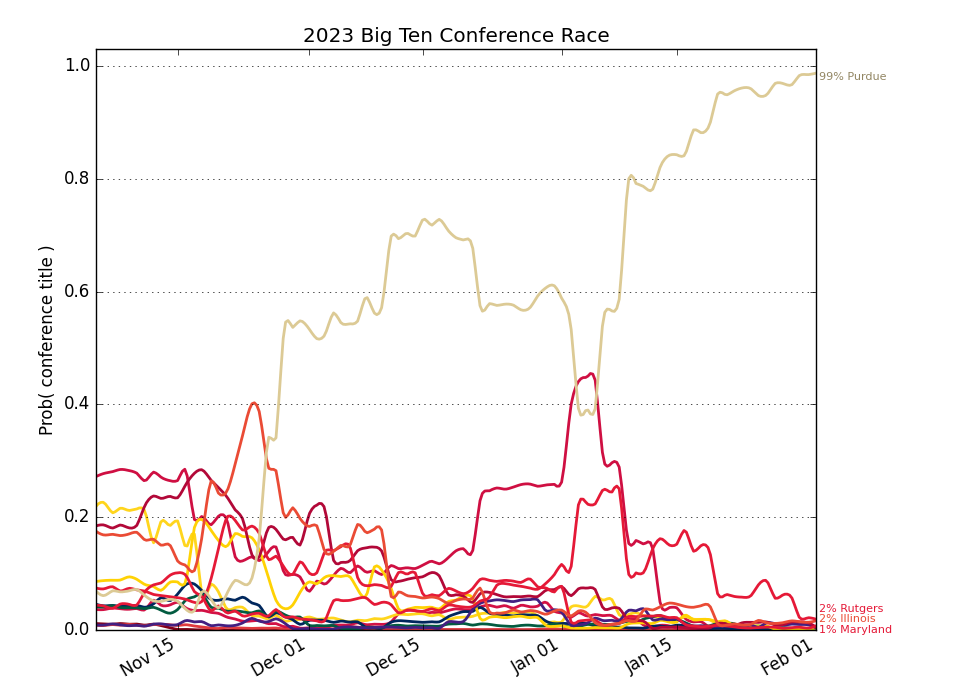 2023 Big Ten Conference Race
1.0
0.8
0.6
0.4
0.2
0.0
Prob( conference title )
99% Purdue
2% Rutgers
2% Illinois
1% Maryland
Nov 15
Dec 01
Dec 15
Jan 01
Jan 15
Feb 01